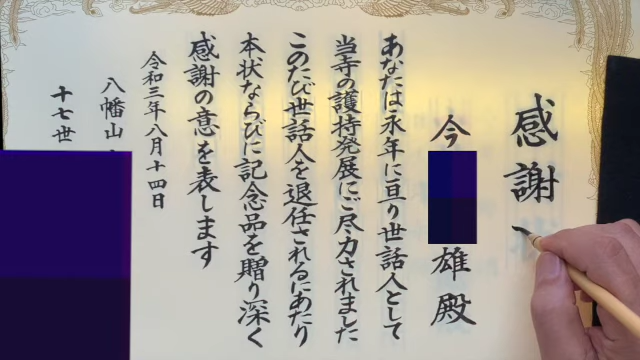 感謝
今 雄殿
あなたは永年に亘り世話人として
当寺の護持発展にご尽力されました
このたび世話人を退任されるにあたり
本状ならびに記念品を贈り深く
感謝の意を表します
令和三年八月十四日
八幡山
十七世